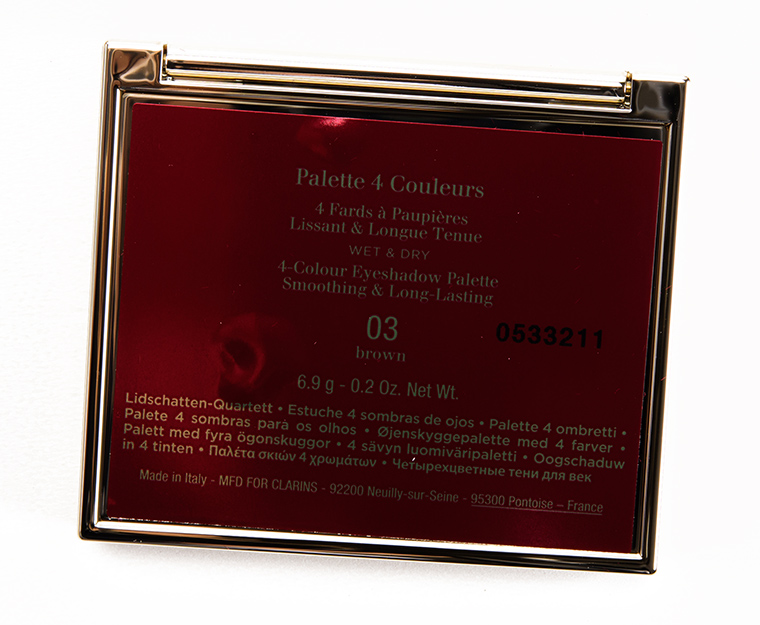 Palette 4 Couleurs
4 Fards à Paupières
Lissant & Longue Tenue
WET & DRY
4-Colour Eyeshadow Palette
Smoothing & Long-Lasting
03
0533211
brown
6.9 g - 0.2 Oz. Net Wt.
Lidschatten-Quartett • Estuche 4 sombras de ojos • Palette 4 ombretti •
Palete 4 sombras para os olhos • Øjenskyggepalette med 4 farver •
Palett med fyra ögonskuggor • 4 sävyn luomiväripaletti • Oogschaduw
in 4 tinten • Παλέτα σκιών 4 χρωμάτων • Четырехцветные тени для век
Made in Italy - MFD FOR CLARINS - 92200 Neuilly-sur-Seine - 95300 Pontoise – France